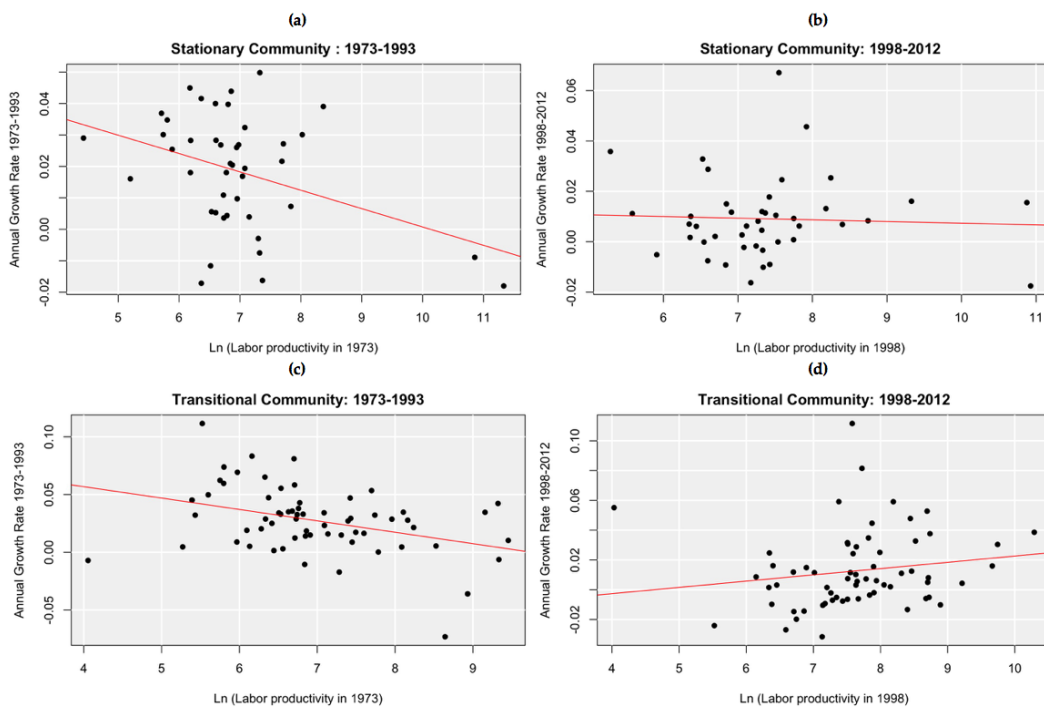 (a)
Stationary Community : 1973-1993
Annual Growth Rate 1973-1993
0.04
0.02
0.00
-0.02
5 6 7 8 9 10 11
Ln (Labor productivity in 1973)
(b)
Stationary Community: 1998-2012
Annual Growth Rate 1998-2012
0.06
0.02
-0.02
6 7 8 9 10 11
Ln (Labor productivity in 1998)
(c)
Transitional Community: 1973-1993
Annual Growth Rate 1973-1993
0.10
0.05
0.00
-0.05
4 5 6 7 8 9
Ln (Labor productivity in 1973)
(d)
Transitional Community: 1998-2012
Annual Growth Rate 1998-2012
0.10
0.06
0.02
-0.02
4 5 6 7 8 9 10
Ln (Labor productivity in 1998)